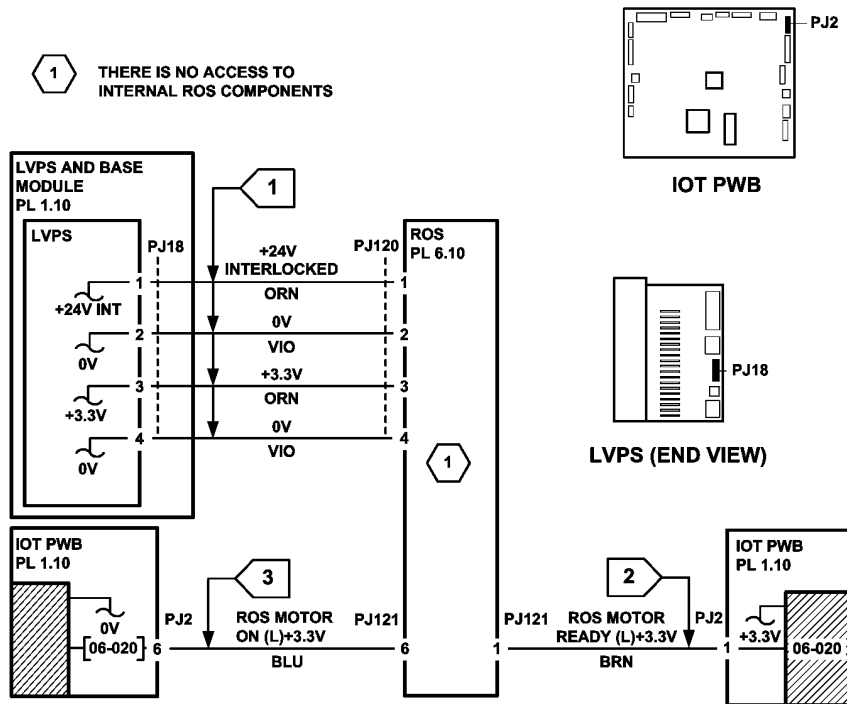 1
THERE IS NO ACCESS TO
INTERNAL ROS COMPONENTS
PJ2
IOT PWB
LVPS AND BASE
MODULE
PL 1.10
LVPS
PJ18
1
PJ120
ROS
PL 6.10
+24V
INTERLOCKED
1
1
+24V INT
ORN
0V
2
2
0V
VIO
+3.3V
3
3
+3.3V
ORN
0V
4
4
0V
VIO
1
PJ18
LVPS (END VIEW)
IOT PWB
PL 1.10
0V
[06-020]
6
PJ2
3
ROS MOTOR
ON (L)+3.3V
BLU
PJ121
6
PJ121
1
2
ROS MOTOR
READY (L)+3.3V
BRN
PJ2
1
IOT PWB
PL 1.10
+3.3V
06-020